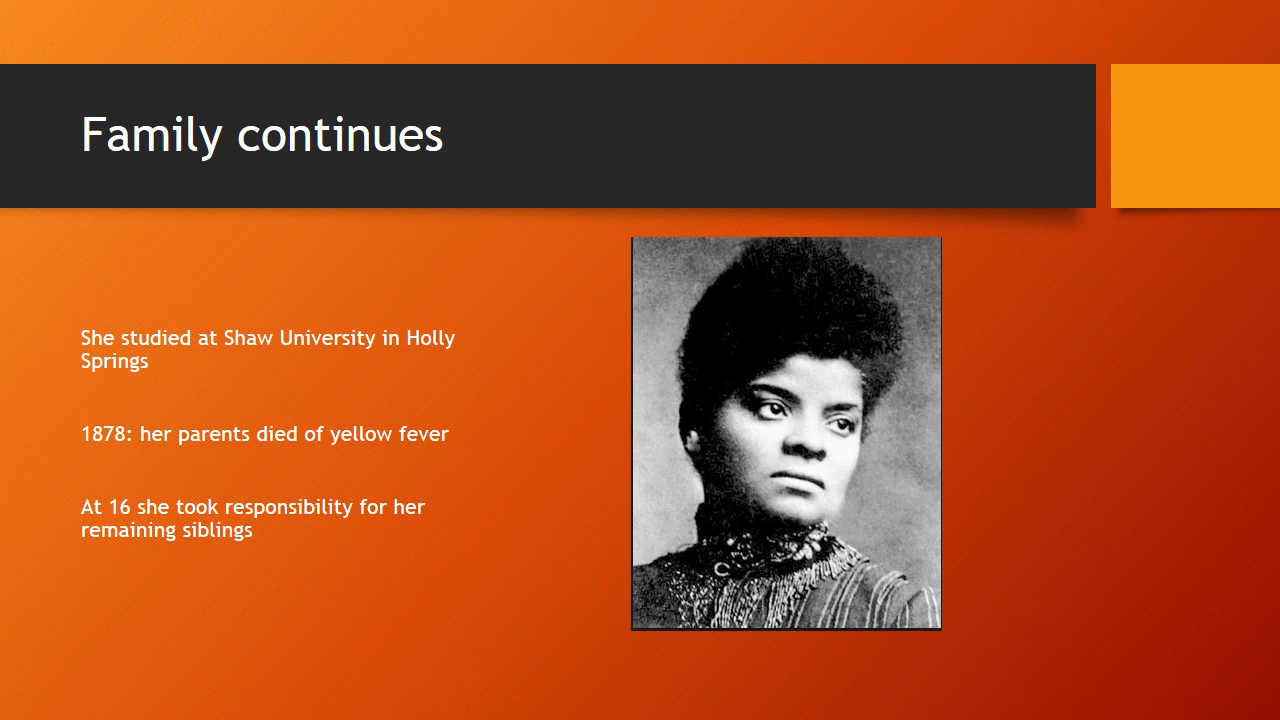 Family continues
She studied at Shaw University in Holly
Springs
1878: her parents died of yellow fever
At 16 she took responsibility for her
remaining siblings